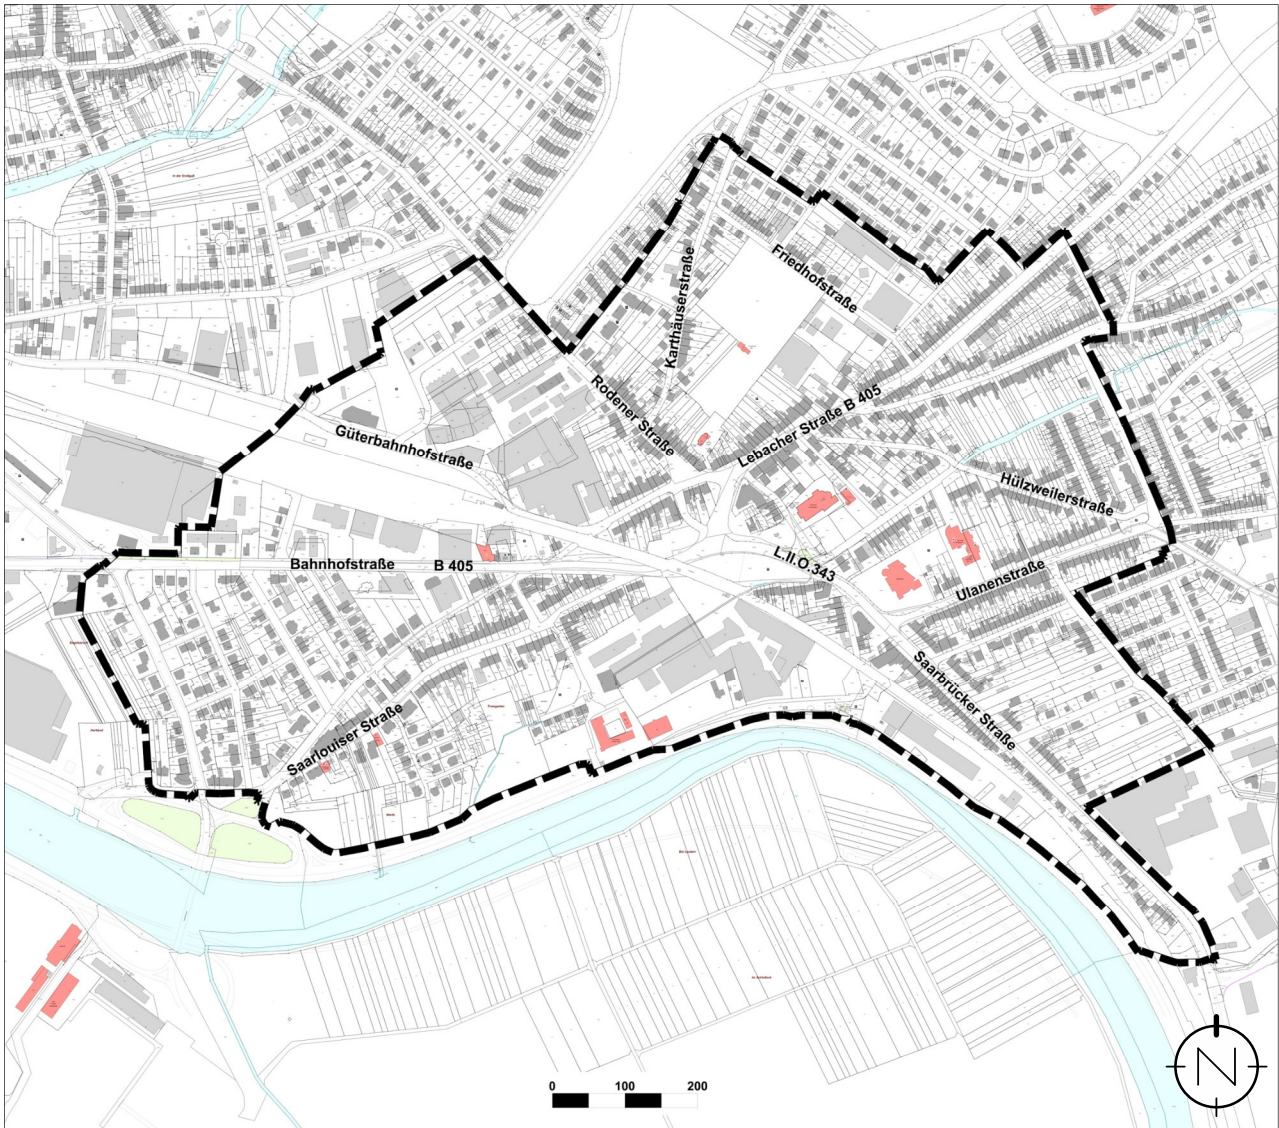 Friedhofstraße
Karthäuserstraße
Rodener Straße
Lebacher Straße B 405
Güterbahnhofstraße
Hülzweilerstraße
Bahnhofstraße B 405
L.II.O.343
Ulanenstraße
Saarbrücker Straße
Saarlouiser Straße
0 100 200
N